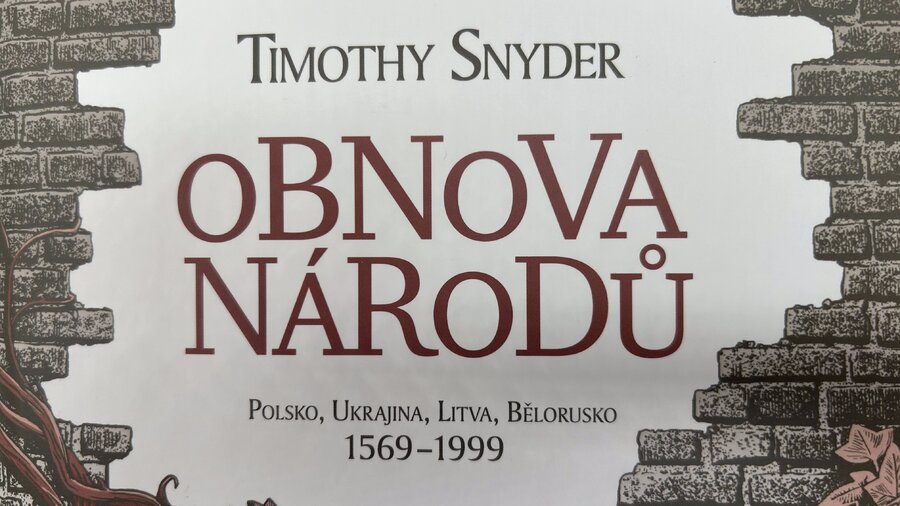 Timothy Snyder
Obnova
Národů
Polsko, Ukrajina, Litva, Bělorusko
1569–1999